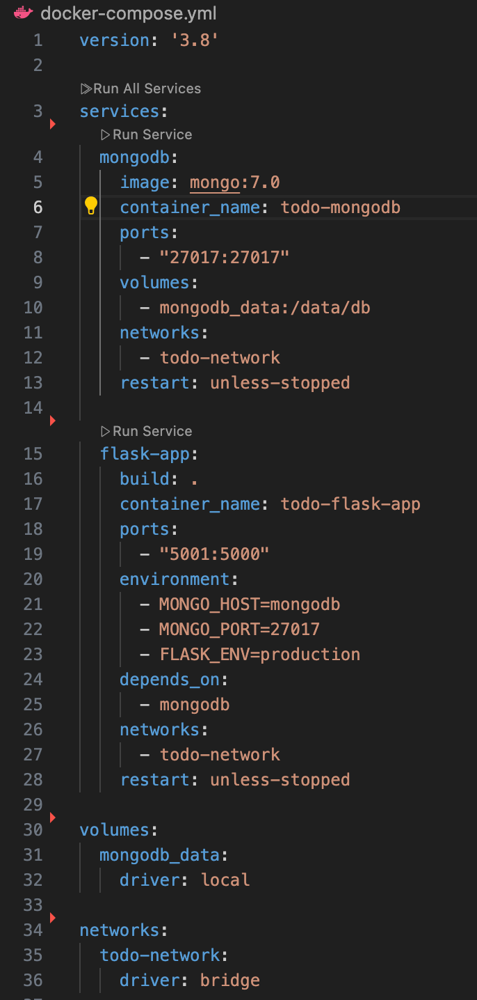 docker-compose.yml
1 version: '3.8'
2
Run All Services
3 services:
Run Service
4 mongodb:
5 image: mongo:7.0
6 container_name: todo-mongodb
7 ports:
8 - "27017:27017"
9 volumes:
10 - mongodb_data:/data/db
11 networks:
12 - todo-network
13 restart: unless-stopped
14
Run Service
15 flask-app:
16 build: .
17 container_name: todo-flask-app
18 ports:
19 - "5001:5000"
20 environment:
21 - MONGO_HOST=mongodb
22 - MONGO_PORT=27017
23 - FLASK_ENV=production
24 depends_on:
25 - mongodb
26 networks:
27 - todo-network
28 restart: unless-stopped
29
30 volumes:
31 mongodb_data:
32 driver: local
33
34 networks:
35 todo-network:
36 driver: bridge